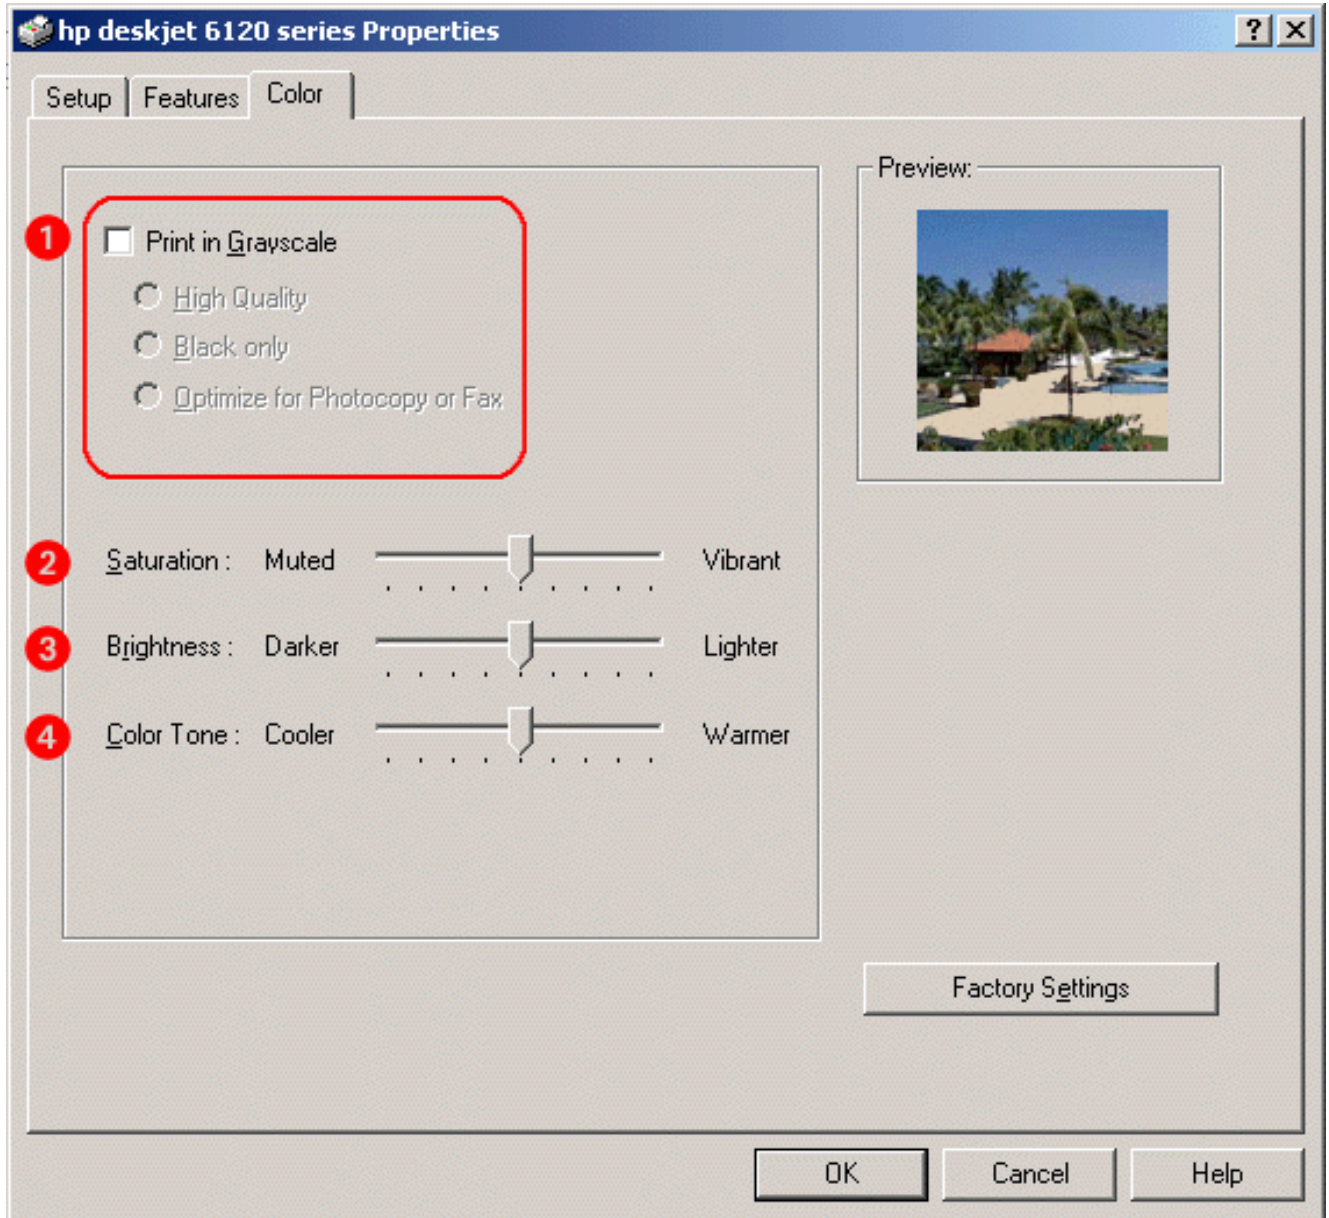 hp deskjet 6120 series Properties
Setup Features Color
1 Print in Grayscale
High Quality
Black only
Optimize for Photocopy or Fax
2 Saturation : Muted Vibrant
3 Brightness : Darker Lighter
4 Color Tone : Cooler Warmer
Preview:
Factory Settings
OK Cancel Help